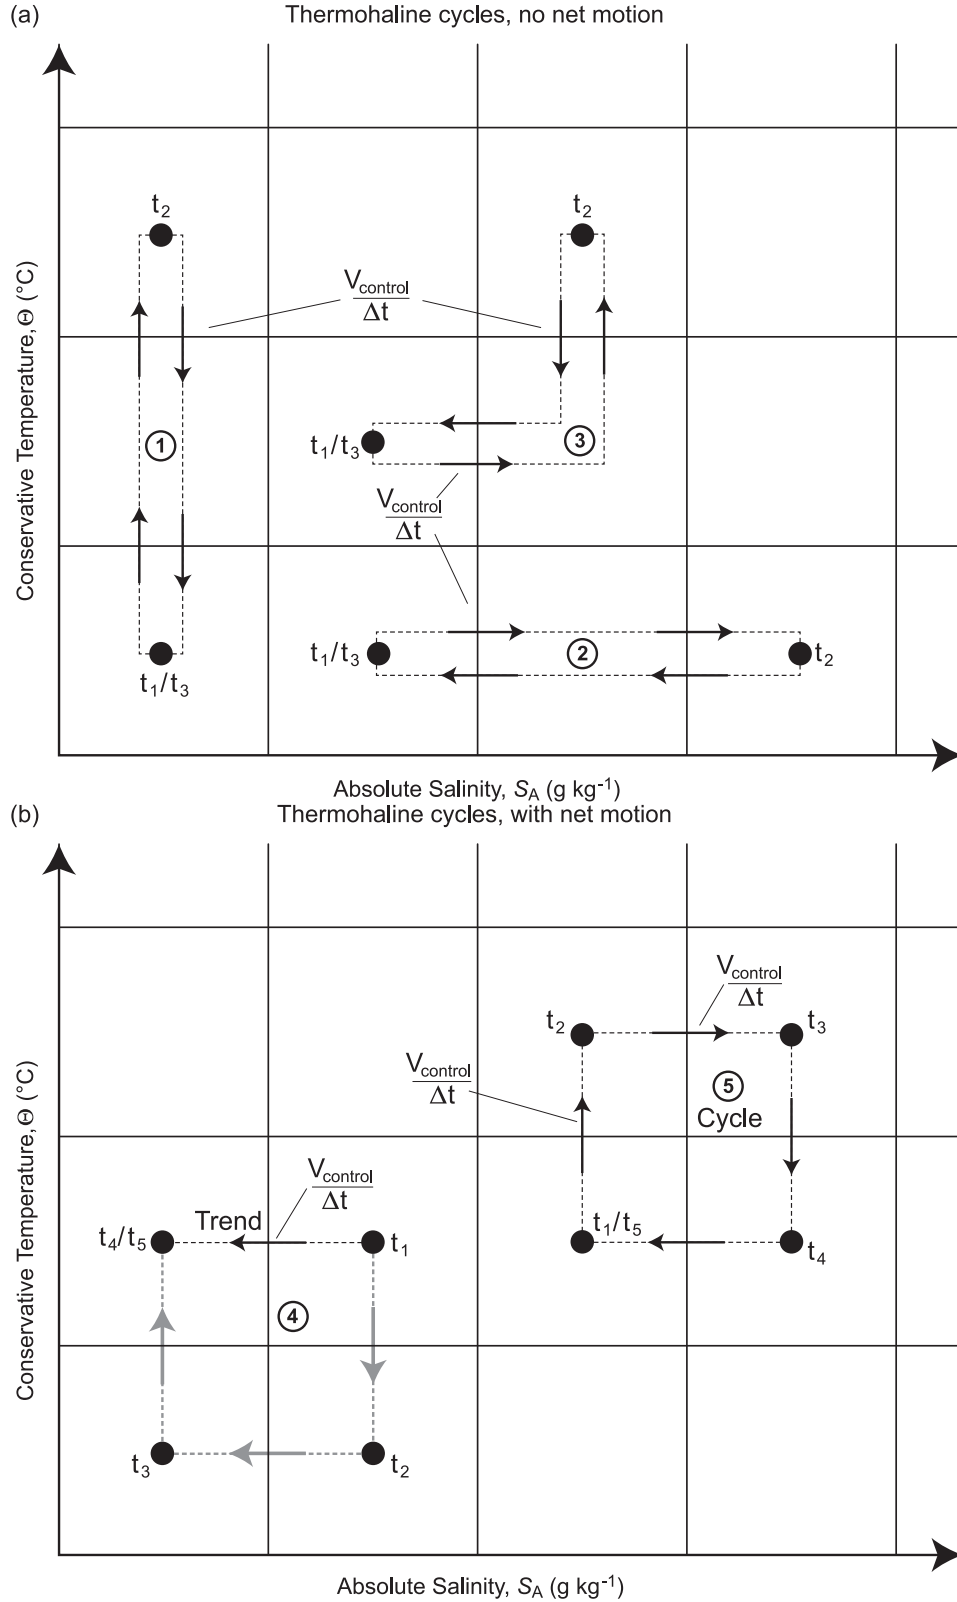 (a)
Thermohaline cycles, no net motion
t2
t2
Vcontrol
Δt
Conservative Temperature, Θ (°C)
1
t1/t3
3
Vcontrol
Δt
t1/t3
2
t2
t1/t3
Absolute Salinity, SA (g kg-1)
(b)
Thermohaline cycles, with net motion
Vcontrol
Δt
t2
t3
Vcontrol
Δt
5
Cycle
Conservative Temperature, Θ (°C)
Vcontrol
Δt
Trend
t4/t5
t1
t1/t5
t4
4
t3
t2
Absolute Salinity, SA (g kg-1)